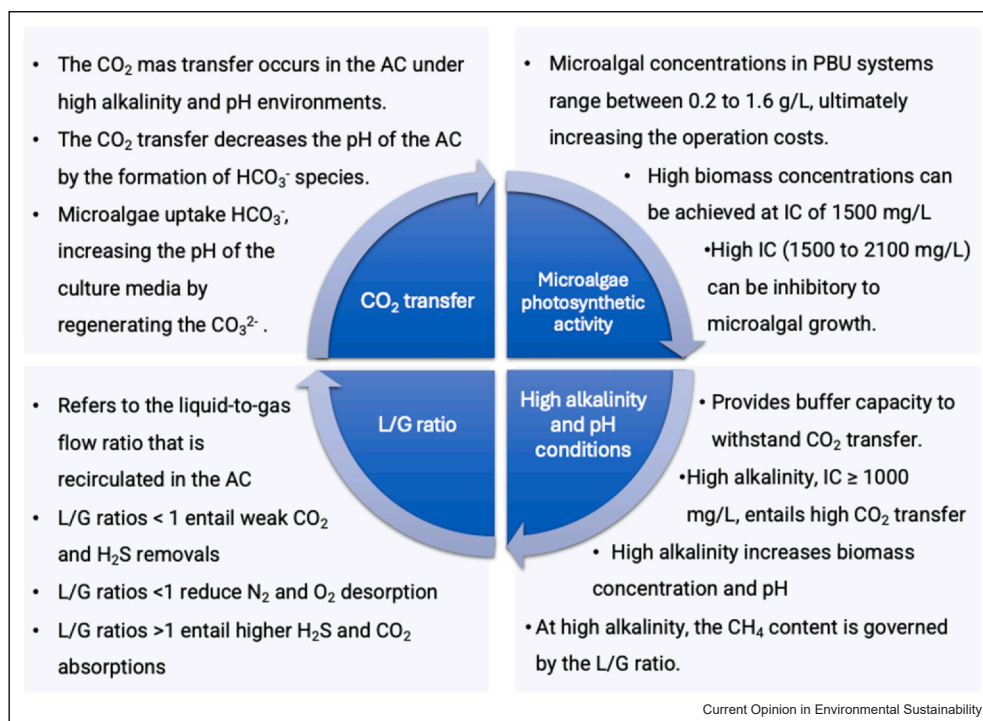 • The CO₂ mas transfer occurs in the AC under
high alkalinity and pH environments.
• The CO₂ transfer decreases the pH of the AC
by the formation of HCO₃⁻ species.
• Microalgae uptake HCO₃⁻,
increasing the pH of the
culture media by
regenerating the CO₃²⁻ .
• Microalgal concentrations in PBU systems
range between 0.2 to 1.6 g/L, ultimately
increasing the operation costs.
• High biomass concentrations can
be achieved at IC of 1500 mg/L
•High IC (1500 to 2100 mg/L)
can be inhibitory to
microalgal growth.
CO₂ transfer
Microalgae
photosynthetic
activity
L/G ratio
High alkalinity
and pH
conditions
• Refers to the liquid-to-gas
flow ratio that is
recirculated in the AC
• L/G ratios < 1 entail weak CO₂
and H₂S removals
• L/G ratios <1 reduce N₂ and O₂ desorption
• L/G ratios >1 entail higher H₂S and CO₂
absorptions
• Provides buffer capacity to
withstand CO₂ transfer.
•High alkalinity, IC ≥ 1000
mg/L, entails high CO₂ transfer
• High alkalinity increases biomass
concentration and pH
• At high alkalinity, the CH₄ content is governed
by the L/G ratio.
Current Opinion in Environmental Sustainability